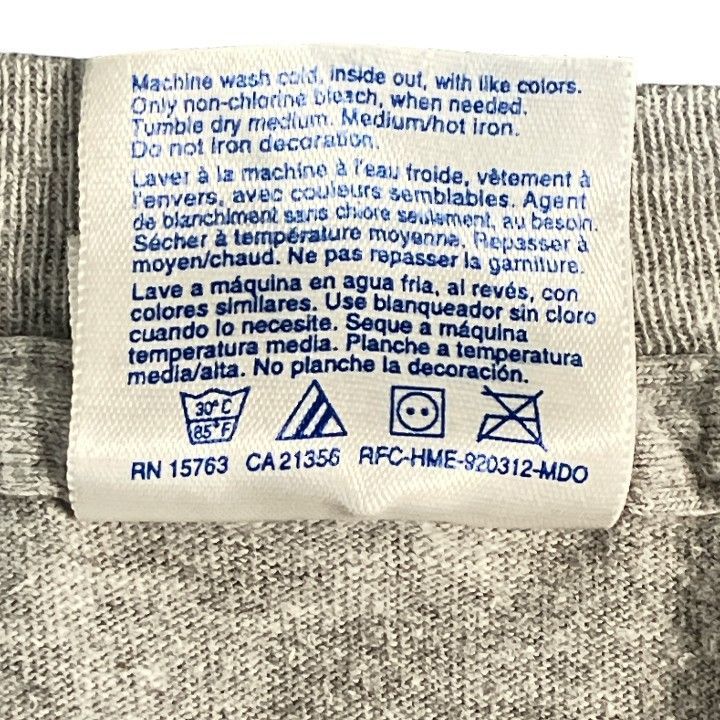 Machine wash cold, inside out, with like colors.
Only non-chlorine bleach, when needed.
Tumble dry medium. Medium/hot iron.
Do not iron decoration.
Laver à la machine à l'eau froide, vêtement à
l'envers, avec couleurs semblables. Agent
de blanchiment sans chlore seulement, au besoin.
Sécher à température moyenne. Repasser à
moyen/chaud. Ne pas repasser la garniture.
Lave a máquina en agua fria, al revés, con
colores similares. Use blanqueador sin cloro
cuando lo necesite. Seque a máquina
temperatura media. Planche a temperatura
media/alta. No planche la decoración.
30°C
85°F
RN 15763 CA 21356 RFC-HME-920312-MDO